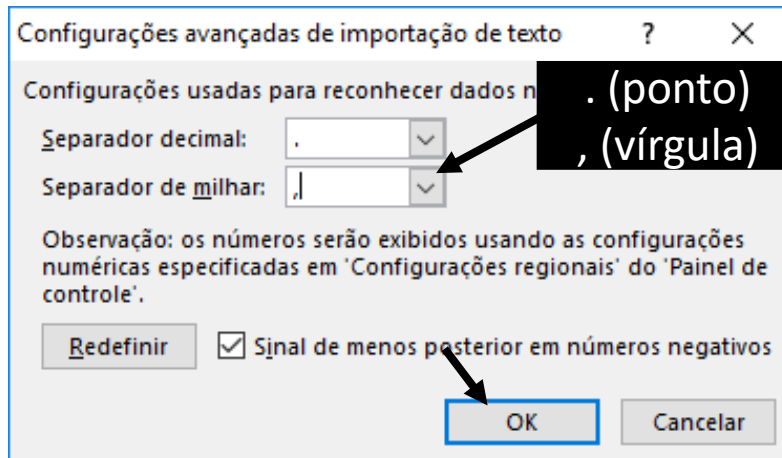 Configurações avançadas de importação de texto ? X
Configurações usadas para reconhecer dados n
. (ponto)
, (vírgula)
Separador decimal: .
Separador de milhar: ,
Observação: os números serão exibidos usando as configurações
numéricas especificadas em 'Configurações regionais' do 'Painel de
controle'.
Redefinir Sinal de menos posterior em números negativos
OK Cancelar